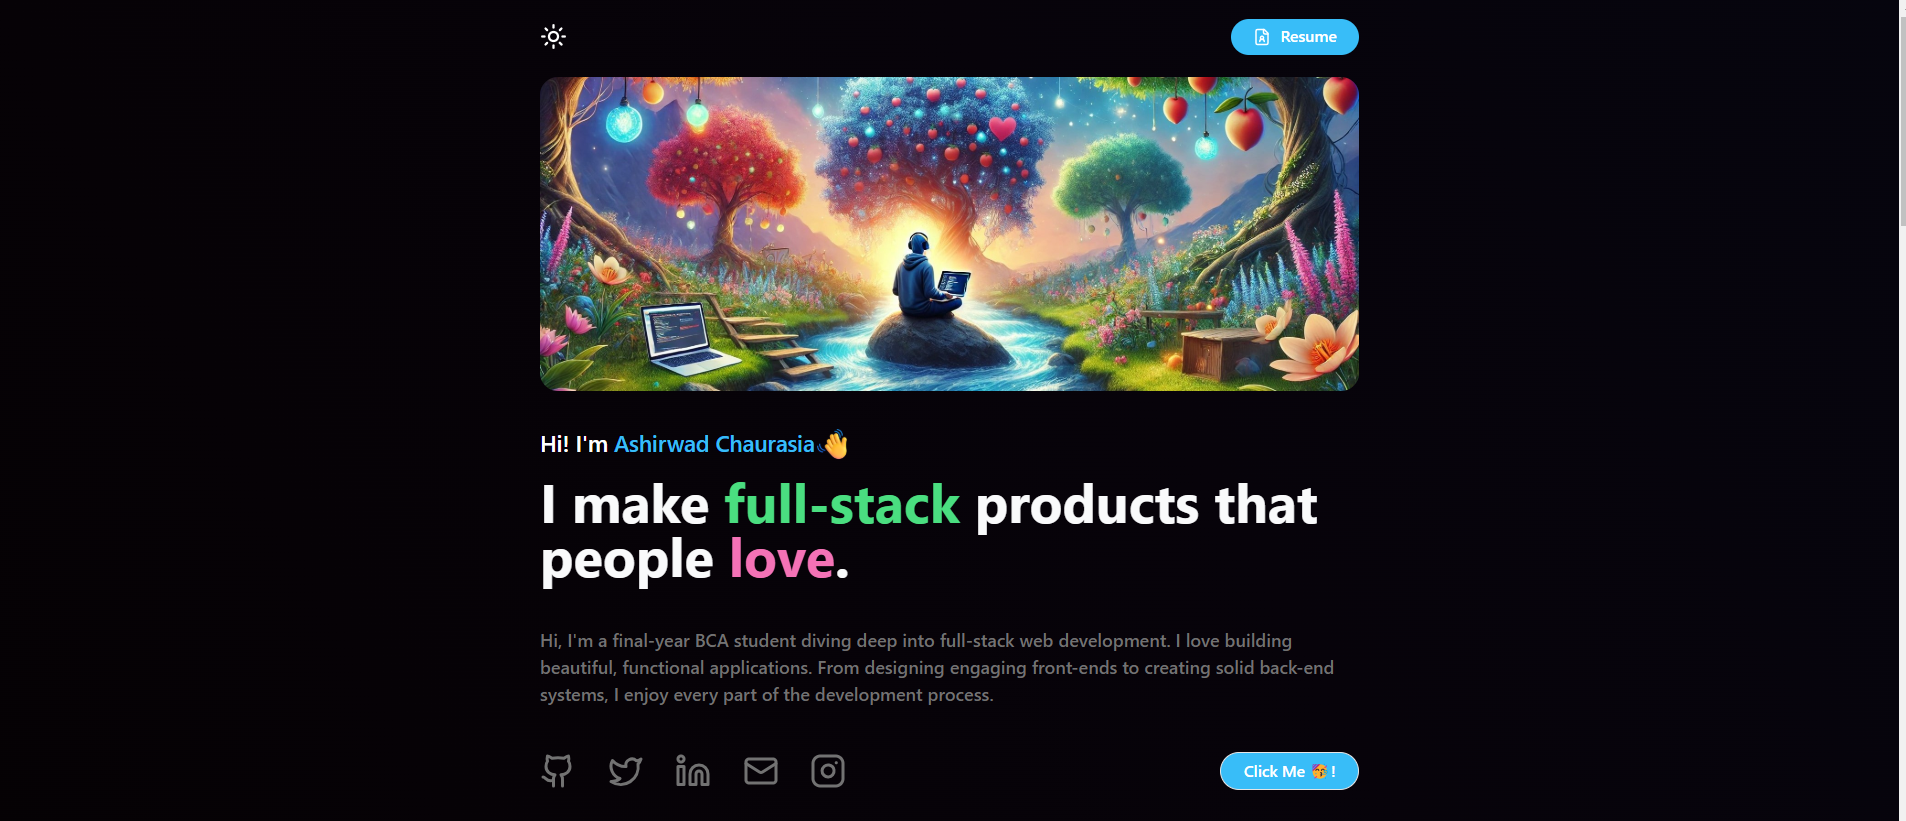 Resume
Hi! I'm Ashirwad Chaurasia👋
I make full-stack products that
people love.
Hi, I'm a final-year BCA student diving deep into full-stack web development. I love building
beautiful, functional applications. From designing engaging front-ends to creating solid back-end
systems, I enjoy every part of the development process.
Click Me 🥳!